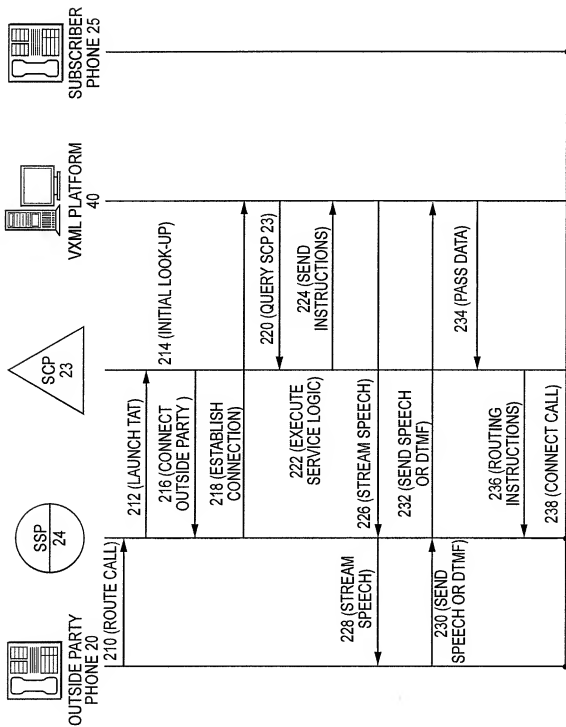 OUTSIDE PARTY
PHONE 20
SSP
24
SCP
23
VXML PLATFORM
40
SUBSCRIBER
PHONE 25
210 (ROUTE CALL)
212 (LAUNCH TAT)
214 (INITIAL LOOK-UP)
216 (CONNECT
OUTSIDE PARTY )
218 (ESTABLISH
CONNECTION)
220 (QUERY SCP 23)
222 (EXECUTE
SERVICE LOGIC)
224 (SEND
INSTRUCTIONS)
226 (STREAM SPEECH)
228 (STREAM
SPEECH)
230 (SEND
SPEECH OR DTMF)
232 (SEND SPEECH
OR DTMF)
234 (PASS DATA)
236 (ROUTING
INSTRUCTIONS)
238 (CONNECT CALL)